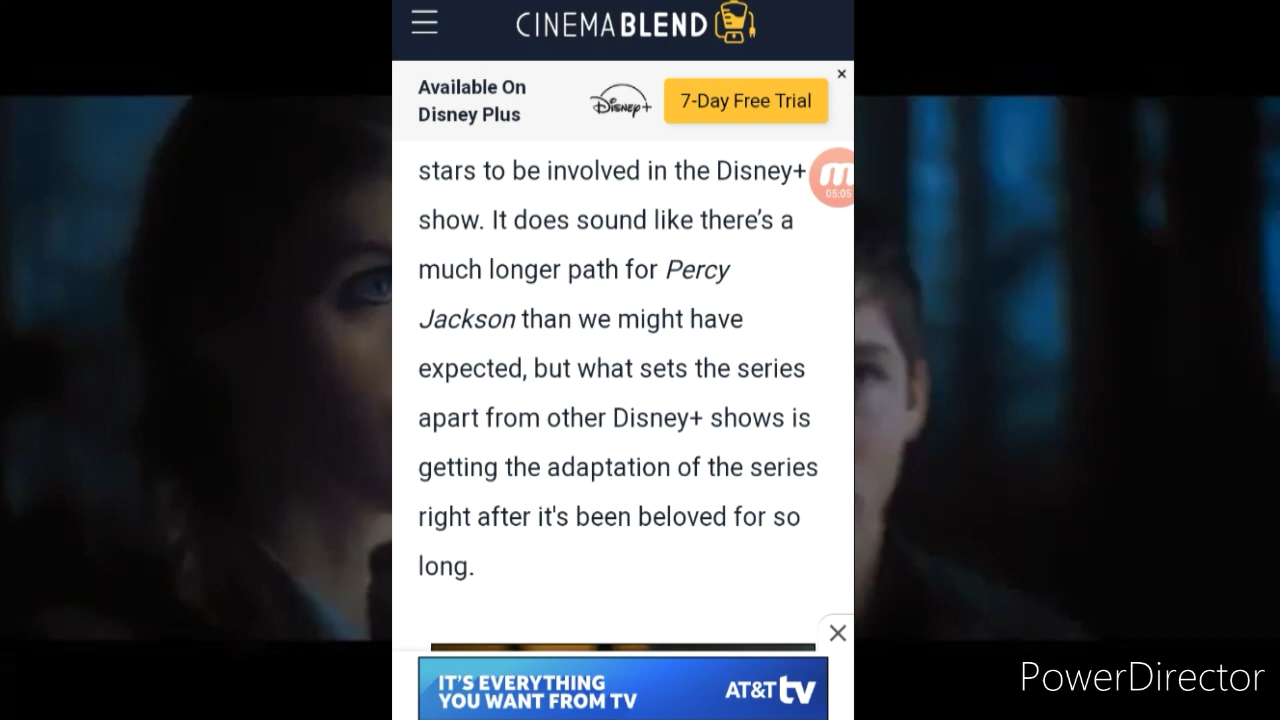 CINEMABLEND
Available On
Disney Plus
Disney+
7-Day Free Trial
×
stars to be involved in the Disney+
05:05
show. It does sound like there’s a
much longer path for Percy
Jackson than we might have
expected, but what sets the series
apart from other Disney+ shows is
getting the adaptation of the series
right after it's been beloved for so
long.
IT'S EVERYTHING
YOU WANT FROM TV
AT&T tv
PowerDirector